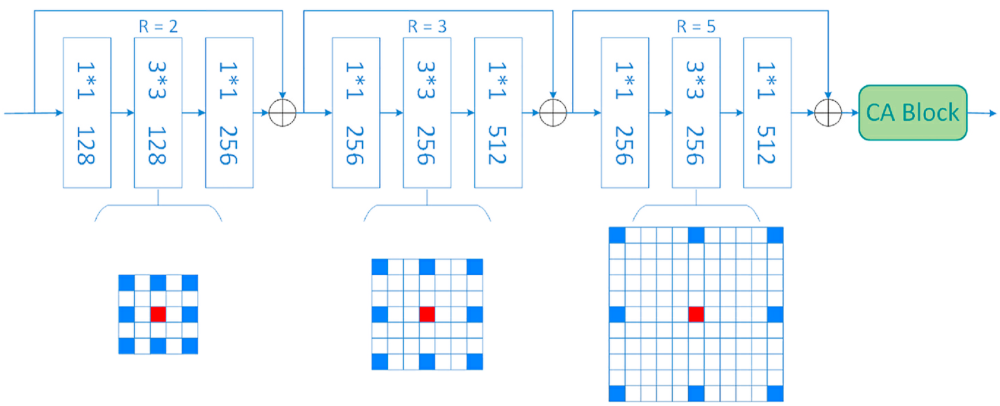 R = 2
R = 3
R = 5
1*1 128
3*3 128
1*1 256
1*1 256
3*3 256
1*1 512
1*1 256
3*3 256
1*1 512
CA Block